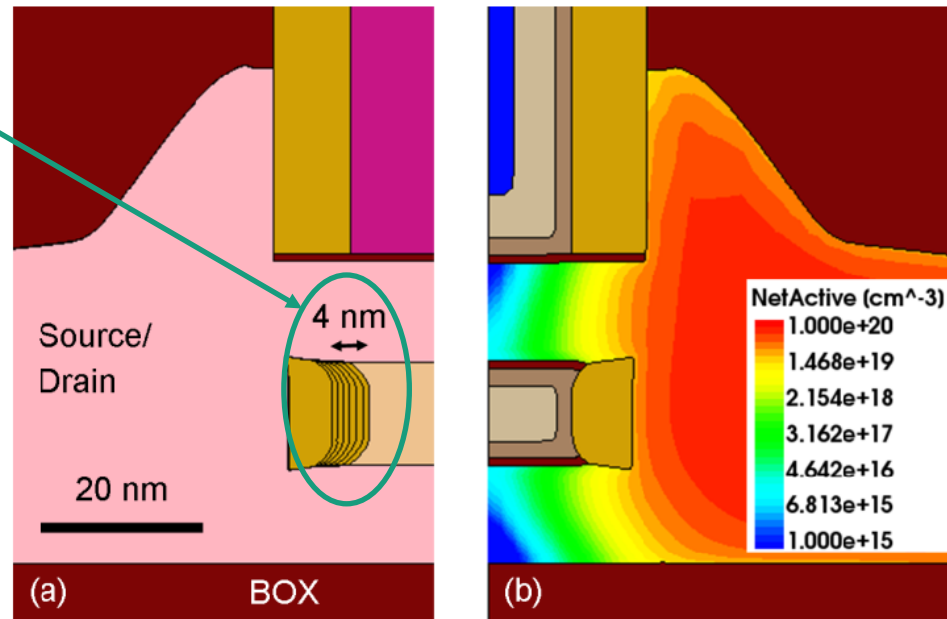 4 nm
Source/
Drain
20 nm
(a)
BOX
NetActive (cm^-3)
1.000e+20
1.468e+19
2.154e+18
3.162e+17
4.642e+16
6.813e+15
1.000e+15
(b)